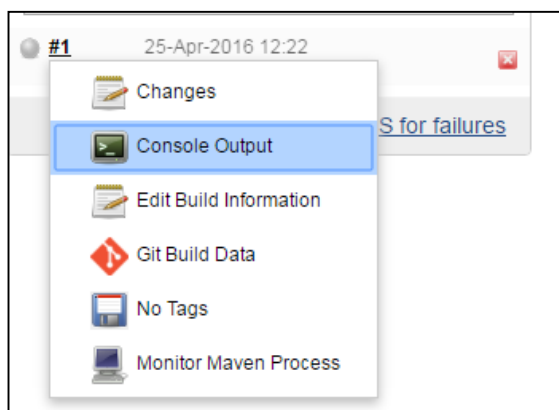 #1 25-Apr-2016 12:22
Changes
S for failures
Console Output
Edit Build Information
Git Build Data
No Tags
Monitor Maven Process